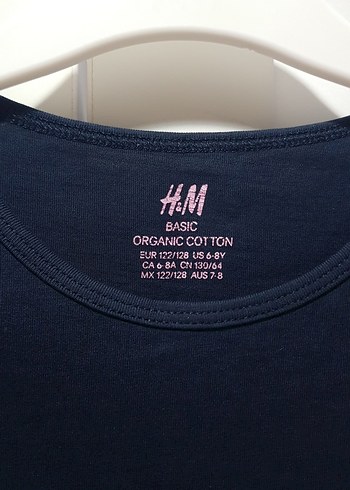 H&M
BASIC
ORGANIC COTTON
EUR 122/128 US 6-8Y
CA 6-8A CN 130/64
MX 122/128 AUS 7-8